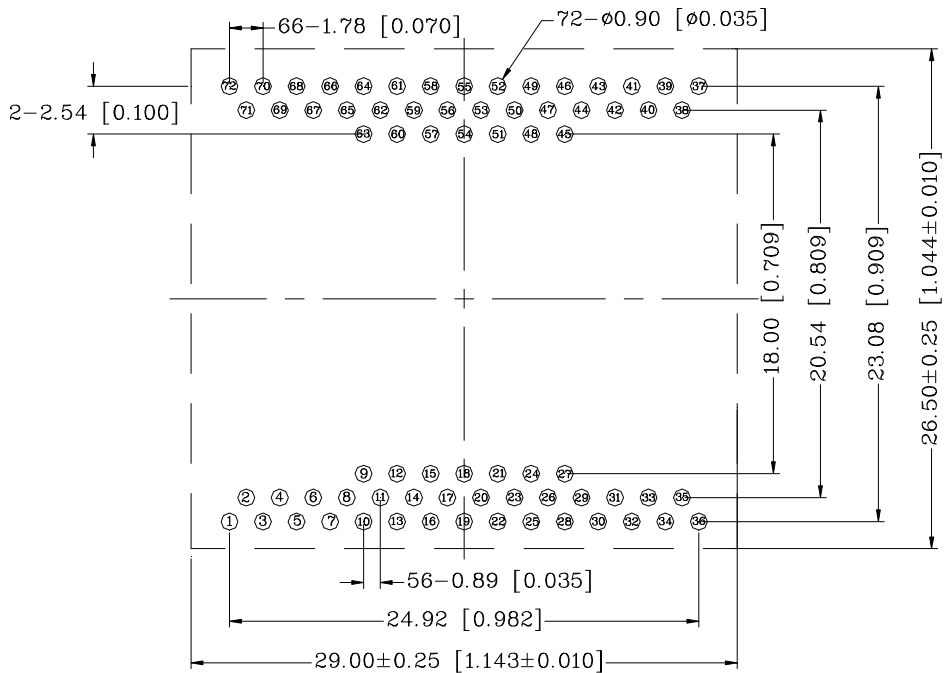 66-1.78 [0.070]
72-ø0.90 [ø0.035]
72 70 68 66 64 61 58 55 52 49 46 43 41 39 37
2-2.54 [0.100]
71 69 67 65 62 59 56 53 50 47 44 42 40 38
63 60 57 54 51 48 45
18.00 [0.709]
20.54 [0.809]
23.08 [0.909]
26.50±0.25 [1.044±0.010]
9 12 15 18 21 24 27
2 4 6 8 11 14 17 20 23 26 29 31 33 35
1 3 5 7 10 13 16 19 22 25 28 30 32 34 36
56-0.89 [0.035]
24.92 [0.982]
29.00±0.25 [1.143±0.010]